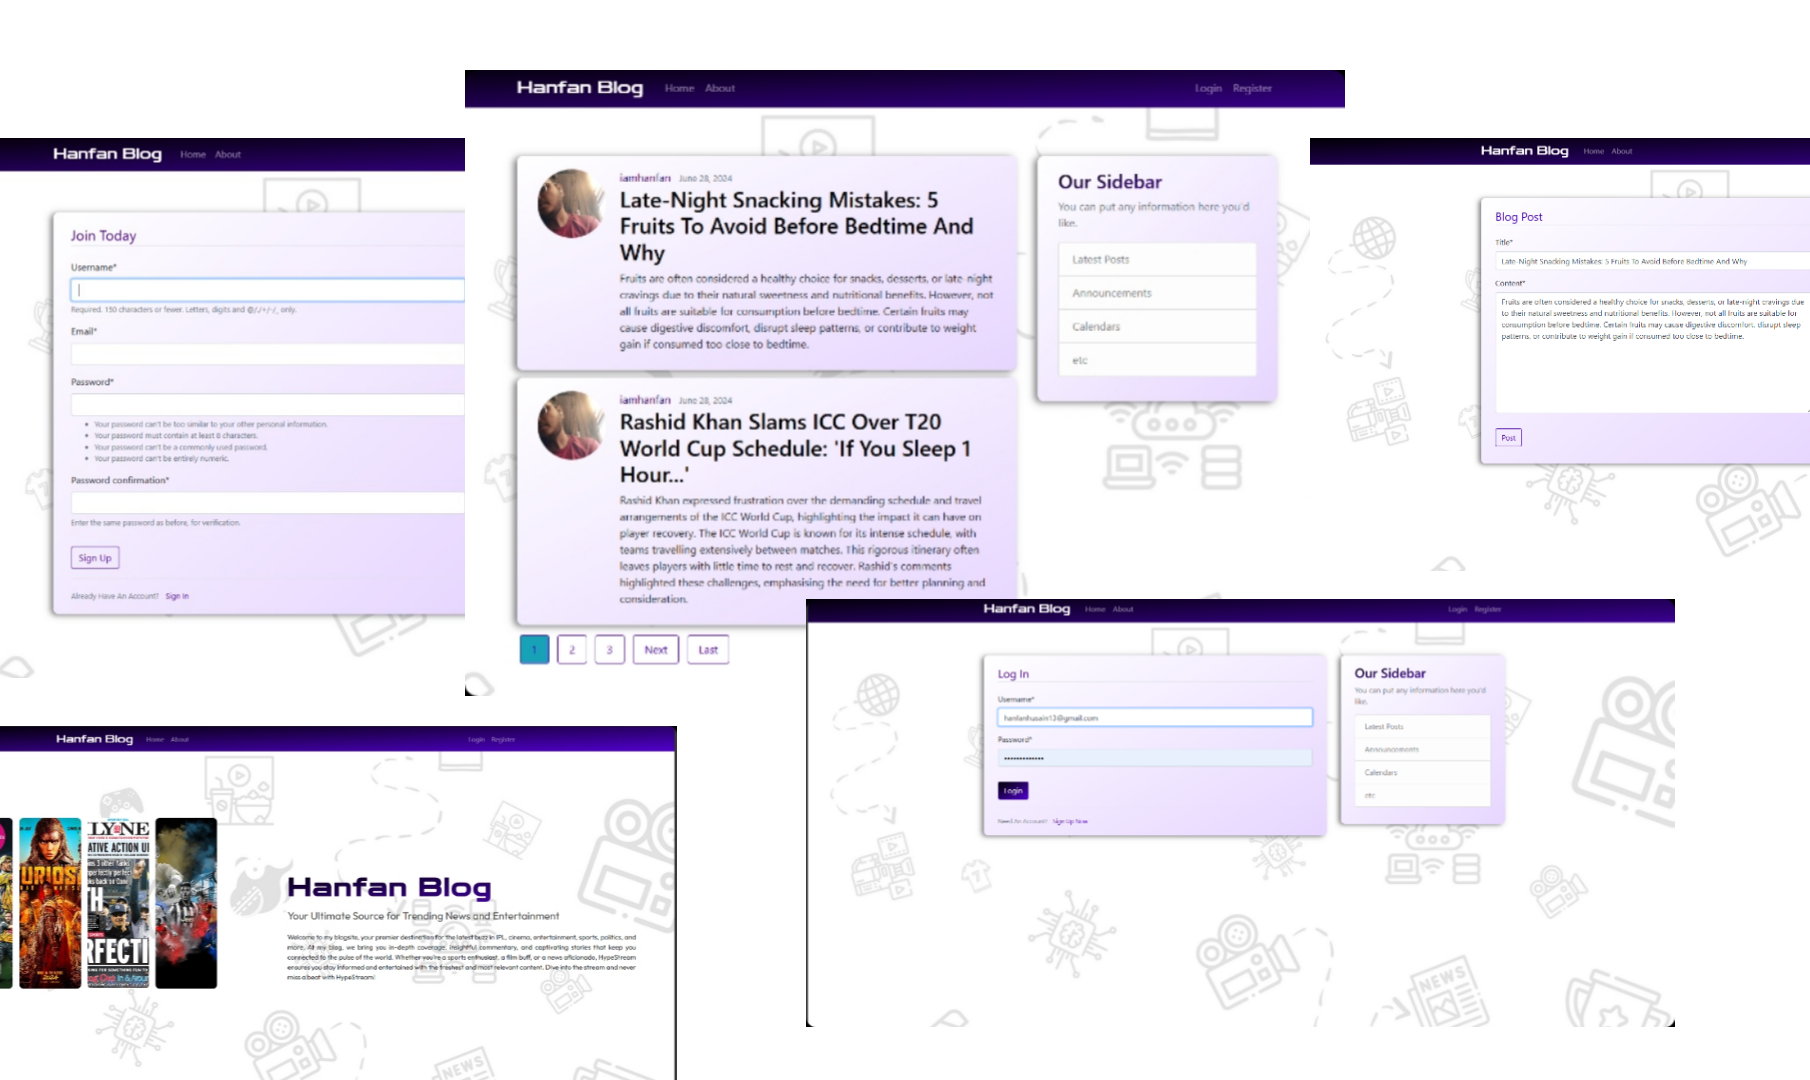 Hanfan Blog
Home
About
Join Today
Username*
Required. 150 characters or fewer. Letters, digits and @/./+/-/_ only.
Email*
Password*
Your password can't be too similar to your other personal information.
Your password must contain at least 8 characters.
Your password can't be a commonly used password.
Your password can't be entirely numeric.
Password confirmation*
Enter the same password as before, for verification.
Sign Up
Already Have An Account? Sign In
Hanfan Blog
Home
About
Login
Register
iamhanfan June 28, 2024
Late-Night Snacking Mistakes: 5
Fruits To Avoid Before Bedtime And
Why
Fruits are often considered a healthy choice for snacks, desserts, or late-night
cravings due to their natural sweetness and nutritional benefits. However, not
all fruits are suitable for consumption before bedtime. Certain fruits may
cause digestive discomfort, disrupt sleep patterns, or contribute to weight
gain if consumed too close to bedtime.
iamhanfan June 28, 2024
Rashid Khan Slams ICC Over T20
World Cup Schedule: 'If You Sleep 1
Hour...'
Rashid Khan expressed frustration over the demanding schedule and travel
arrangements of the ICC World Cup, highlighting the impact it can have on
player recovery. The ICC World Cup is known for its intense schedule, with
teams travelling extensively between matches. This rigorous itinerary often
leaves players with little time to rest and recover. Rashid's comments
highlighted these challenges, emphasising the need for better planning and
consideration.
1
2
3
Next
Last
Our Sidebar
You can put any information here you'd
like.
Latest Posts
Announcements
Calendars
etc
Hanfan Blog
Home
About
Blog Post
Title*
Late-Night Snacking Mistakes: 5 Fruits To Avoid Before Bedtime And Why
Content*
Fruits are often considered a healthy choice for snacks, desserts, or late-night cravings due
to their natural sweetness and nutritional benefits. However, not all fruits are suitable for
consumption before bedtime. Certain fruits may cause digestive discomfort, disrupt sleep
patterns, or contribute to weight gain if consumed too close to bedtime.
Post
Hanfan Blog
Home
About
Login
Register
LYNE
ATIVE ACTION U
URIOS
TH
RFECTI
Hanfan Blog
Your Ultimate Source for Trending News and Entertainment
Welcome to my blogsite, your premier destination for the latest buzz in IPL, cinema, entertainment, sports, politics, and
more. At my blog, we bring you in-depth coverage, insightful commentary, and captivating stories that keep you
connected to the pulse of the world. Whether you're a sports enthusiast, a film buff, or a news aficionado, HypeStream
ensures you stay informed and entertained with the freshest and most relevant content. Dive into the stream and never
miss a beat with HypeStream!
NEWS
Hanfan Blog
Home
About
Login
Register
Log In
Username*
hanfanhusain13@gmail.com
Password*
Login
Need An Account? Sign Up Now
Our Sidebar
You can put any information here you'd
like.
Latest Posts
Announcements
Calendars
etc
NEWS